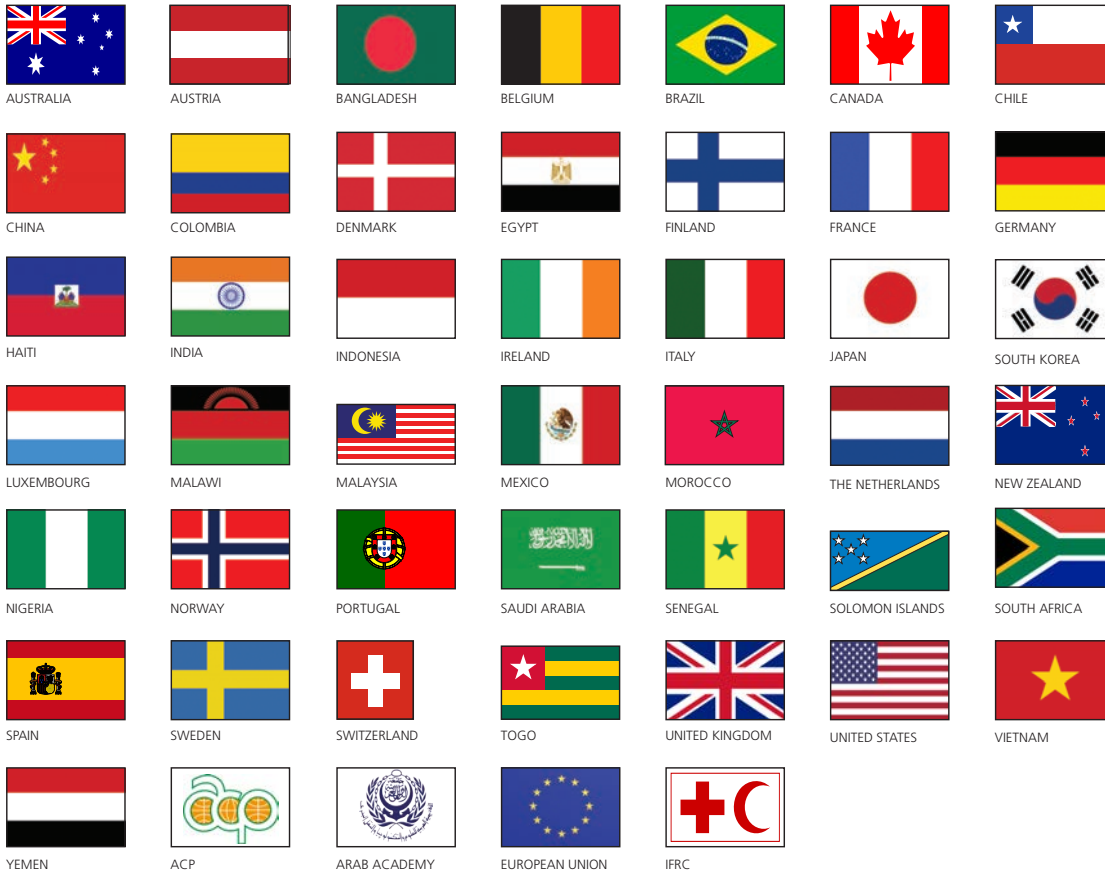 AUSTRALIA AUSTRIA BANGLADESH BELGIUM BRAZIL CANADA CHILE
CHINA COLOMBIA DENMARK EGYPT FINLAND FRANCE GERMANY
HAITI INDIA INDONESIA IRELAND ITALY JAPAN SOUTH KOREA
LUXEMBOURG MALAWI MALAYSIA MEXICO MOROCCO THE NETHERLANDS NEW ZEALAND
NIGERIA NORWAY PORTUGAL SAUDI ARABIA SENEGAL SOLOMON ISLANDS SOUTH AFRICA
SPAIN SWEDEN SWITZERLAND TOGO UNITED KINGDOM UNITED STATES VIETNAM
acp
YEMEN ACP ARAB ACADEMY EUROPEAN UNION IFRC